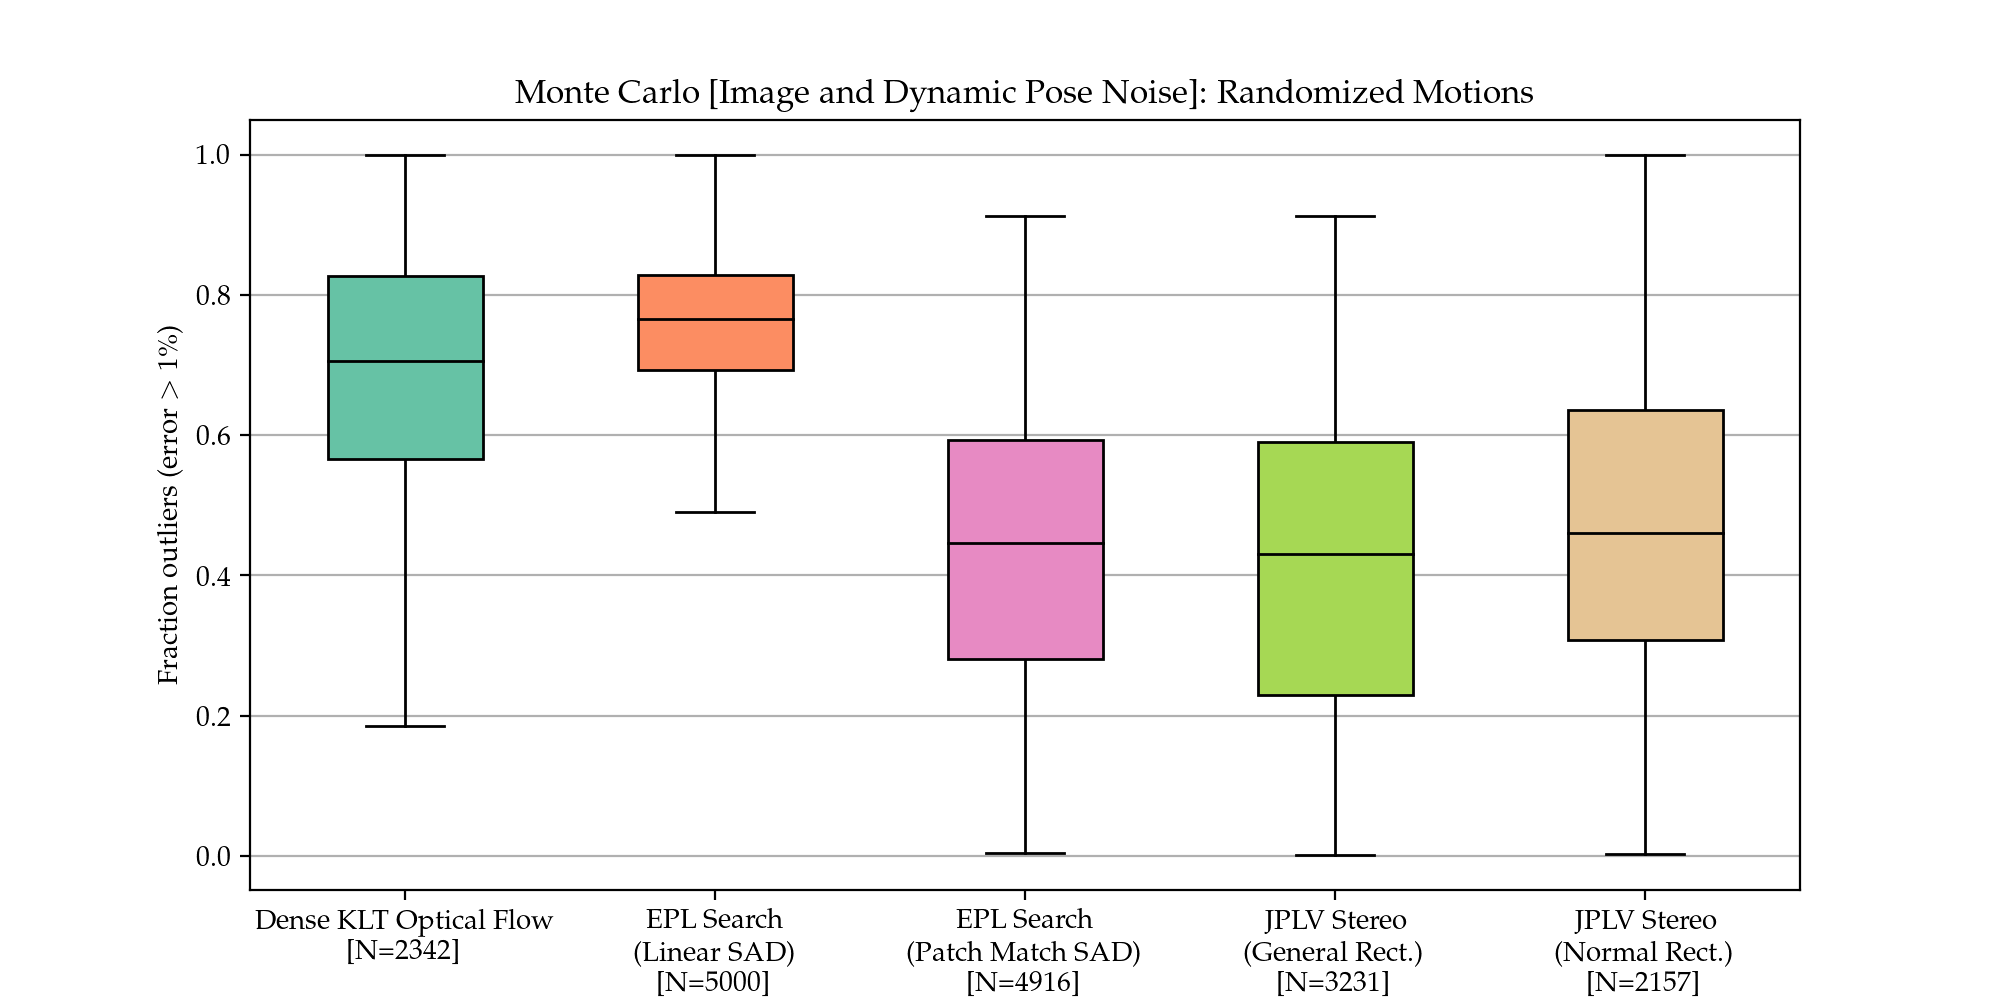 Monte Carlo [Image and Dynamic Pose Noise]: Randomized Motions
Fraction outliers (error > 1%)
1.0
0.8
0.6
0.4
0.2
0.0
Dense KLT Optical Flow
[N=2342]
EPL Search
(Linear SAD)
[N=5000]
EPL Search
(Patch Match SAD)
[N=4916]
JPLV Stereo
(General Rect.)
[N=3231]
JPLV Stereo
(Normal Rect.)
[N=2157]